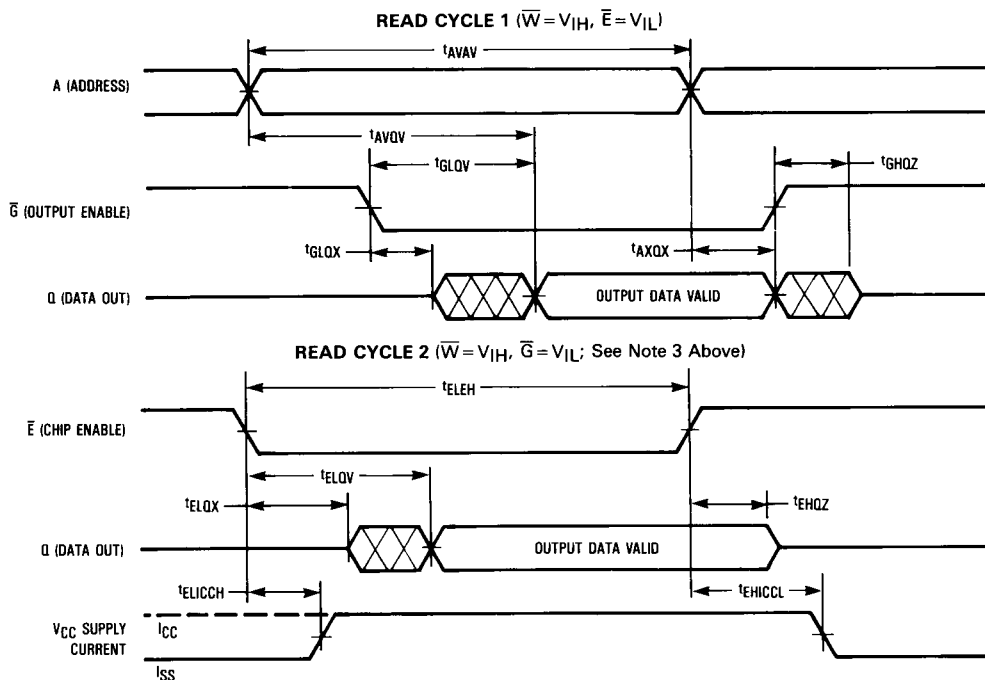 READ CYCLE 1 (W̅ = VIH, E̅ = VIL)
tAVAV
A (ADDRESS)
tAVQV
tGLQV
tGHQZ
G̅ (OUTPUT ENABLE)
tGLQX
tAXQX
Q (DATA OUT)
OUTPUT DATA VALID
READ CYCLE 2 (W̅ = VIH, G̅ = VIL; See Note 3 Above)
tELEH
E̅ (CHIP ENABLE)
tELQV
tELQX
tEHQZ
Q (DATA OUT)
OUTPUT DATA VALID
tELICCH
tEHICCL
VCC SUPPLY
CURRENT
ICC
ISS